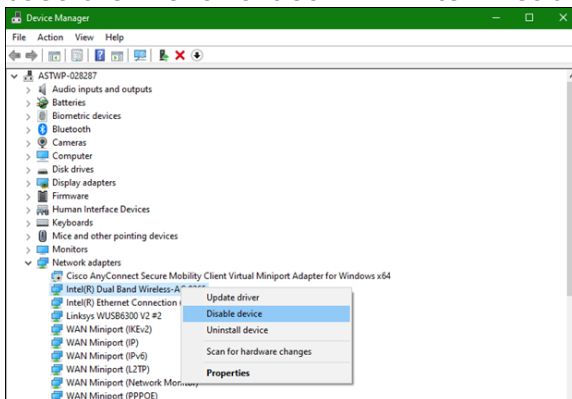 Device Manager
File Action View Help
ASTWP-028287
Audio inputs and outputs
Batteries
Biometric devices
Bluetooth
Cameras
Computer
Disk drives
Display adapters
Firmware
Human Interface Devices
Keyboards
Mice and other pointing devices
Monitors
Network adapters
Cisco AnyConnect Secure Mobility Client Virtual Miniport Adapter for Windows x64
Intel(R) Dual Band Wireless-AC
Intel(R) Ethernet Connection
Linksys WUSB6300 V2 #2
WAN Miniport (IKEv2)
WAN Miniport (IP)
WAN Miniport (IPv6)
WAN Miniport (L2TP)
WAN Miniport (Network Monitor)
WAN Miniport (PPPOE)
Update driver
Disable device
Uninstall device
Scan for hardware changes
Properties